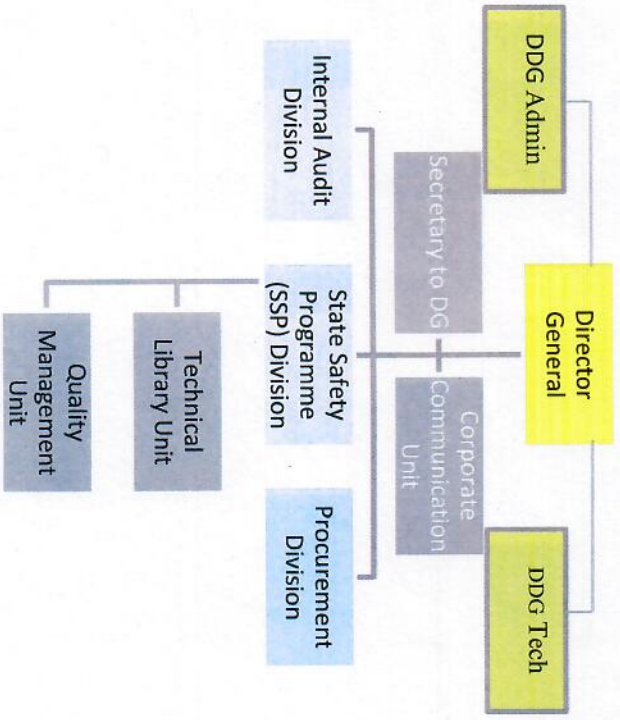 Director
General
DDG Admin
DDG Tech
Secretary to DG
Corporate
Communication
Unit
Internal Audit
Division
State Safety
Programme
(SSP) Division
Procurement
Division
Technical
Library Unit
Quality
Management
Unit